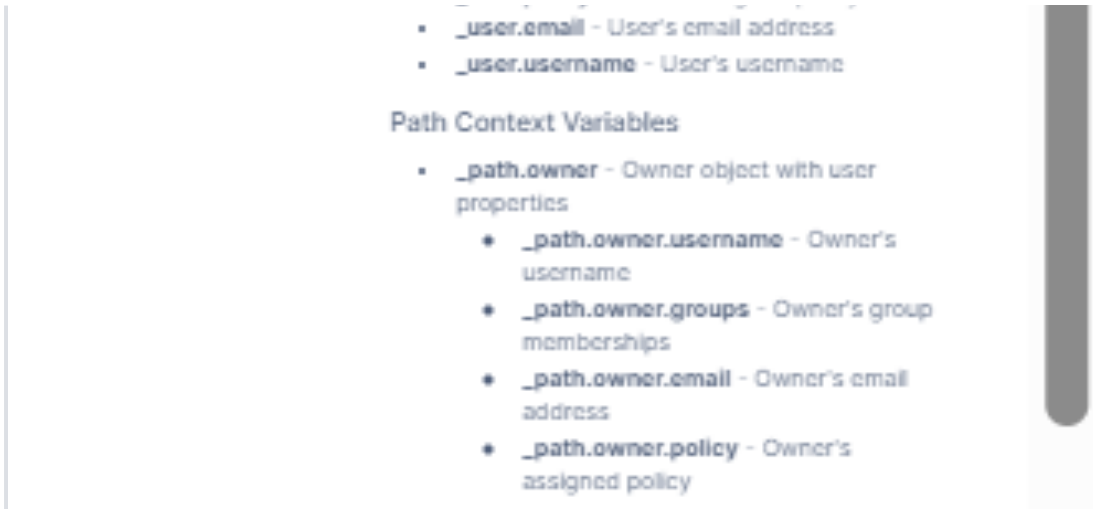 • _user.email - User's email address
• _user.username - User's username
Path Context Variables
• _path.owner - Owner object with user
properties
• _path.owner.username - Owner's
username
• _path.owner.groups - Owner's group
memberships
• _path.owner.email - Owner's email
address
• _path.owner.policy - Owner's
assigned policy